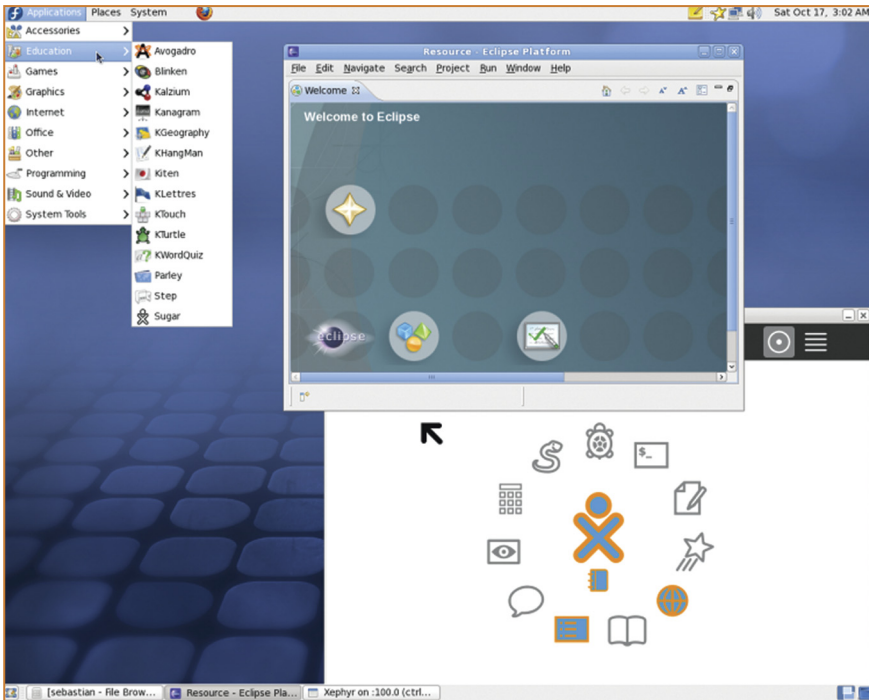 Applications Places System Sat Oct 17, 3:02 AM
Accessories
Education
Games
Graphics
Internet
Office
Other
Programming
Sound & Video
System Tools
Avogadro
Blinken
Kalzium
Kanagram
KGeography
KHangMan
Kiten
KLettres
KTouch
KTurtle
KWordQuiz
Parley
Step
Sugar
Resource - Eclipse Platform
File Edit Navigate Search Project Run Window Help
Welcome
Welcome to Eclipse
eclipse
$_
[sebastian - File Brow... Resource - Eclipse Pla... Xephyr on :100.0 (ctrl...